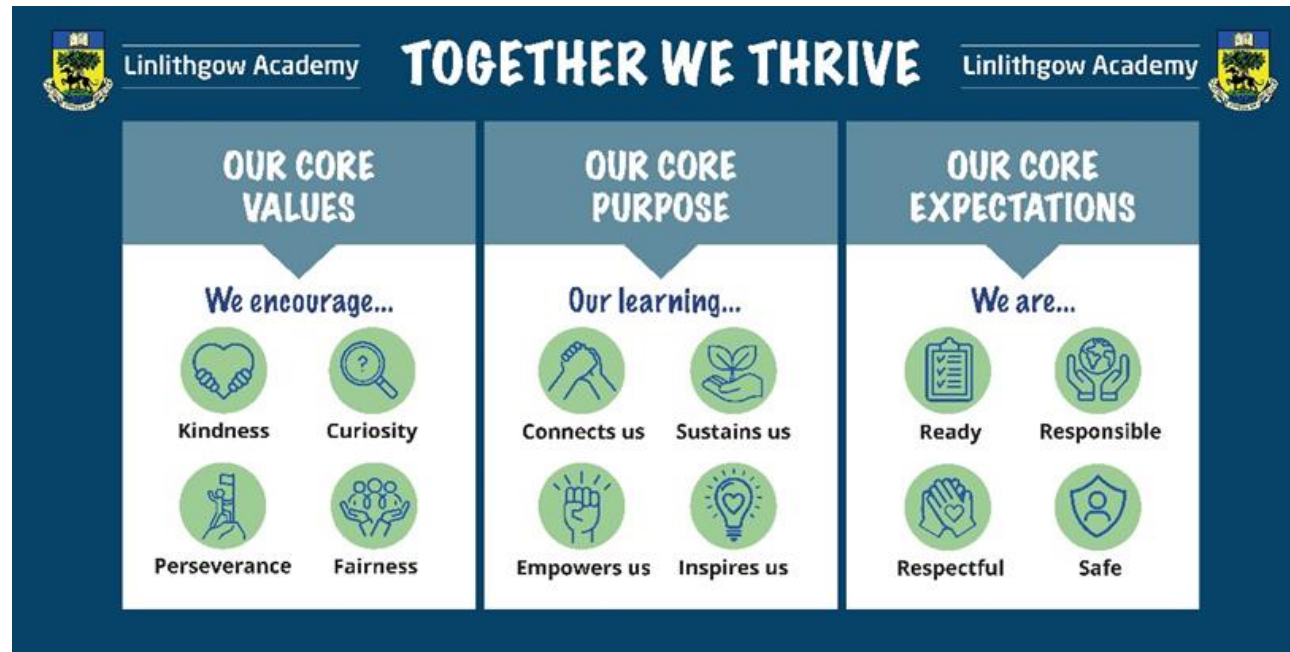 Linlithgow Academy
TOGETHER WE THRIVE
Linlithgow Academy
OUR CORE
VALUES
We encourage...
?
Kindness
Curiosity
Perseverance
Fairness
OUR CORE
PURPOSE
Our learning...
Connects us
Sustains us
Empowers us
Inspires us
OUR CORE
EXPECTATIONS
We are...
Ready
Responsible
Respectful
Safe